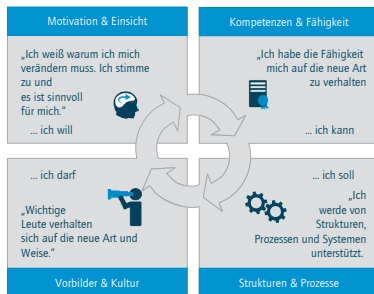 Motivation & Einsicht
„Ich weiß warum ich mich
verändern muss. Ich stimme
zu und
es ist sinnvoll
für mich.“
... ich will
Kompetenzen & Fähigkeit
„Ich habe die Fähigkeit
mich auf die neue Art
zu verhalten
... ich kann
... ich darf
„Wichtige
Leute verhalten
sich auf die neue Art und
Weise.“
Vorbilder & Kultur
... ich soll
„Ich
werde von
Strukturen,
Prozessen und Systemen
unterstützt.
Strukturen & Prozesse